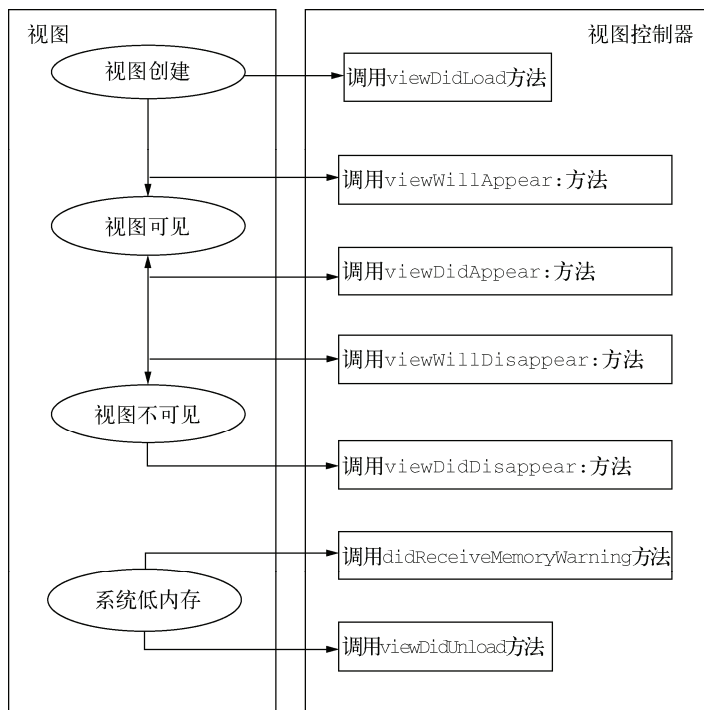 视图
视图控制器
视图创建
调用viewDidLoad方法
调用viewWillAppear:方法
视图可见
调用viewDidAppear:方法
调用viewWillDisappear:方法
视图不可见
调用viewDidDisappear:方法
调用didReceiveMemoryWarning方法
系统低内存
调用viewDidUnload方法